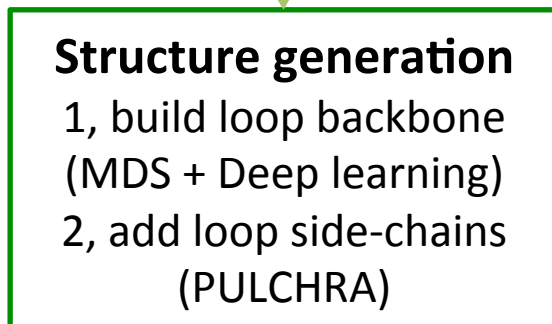 Structure generation
1, build loop backbone
(MDS + Deep learning)
2, add loop side-chains
(PULCHRA)